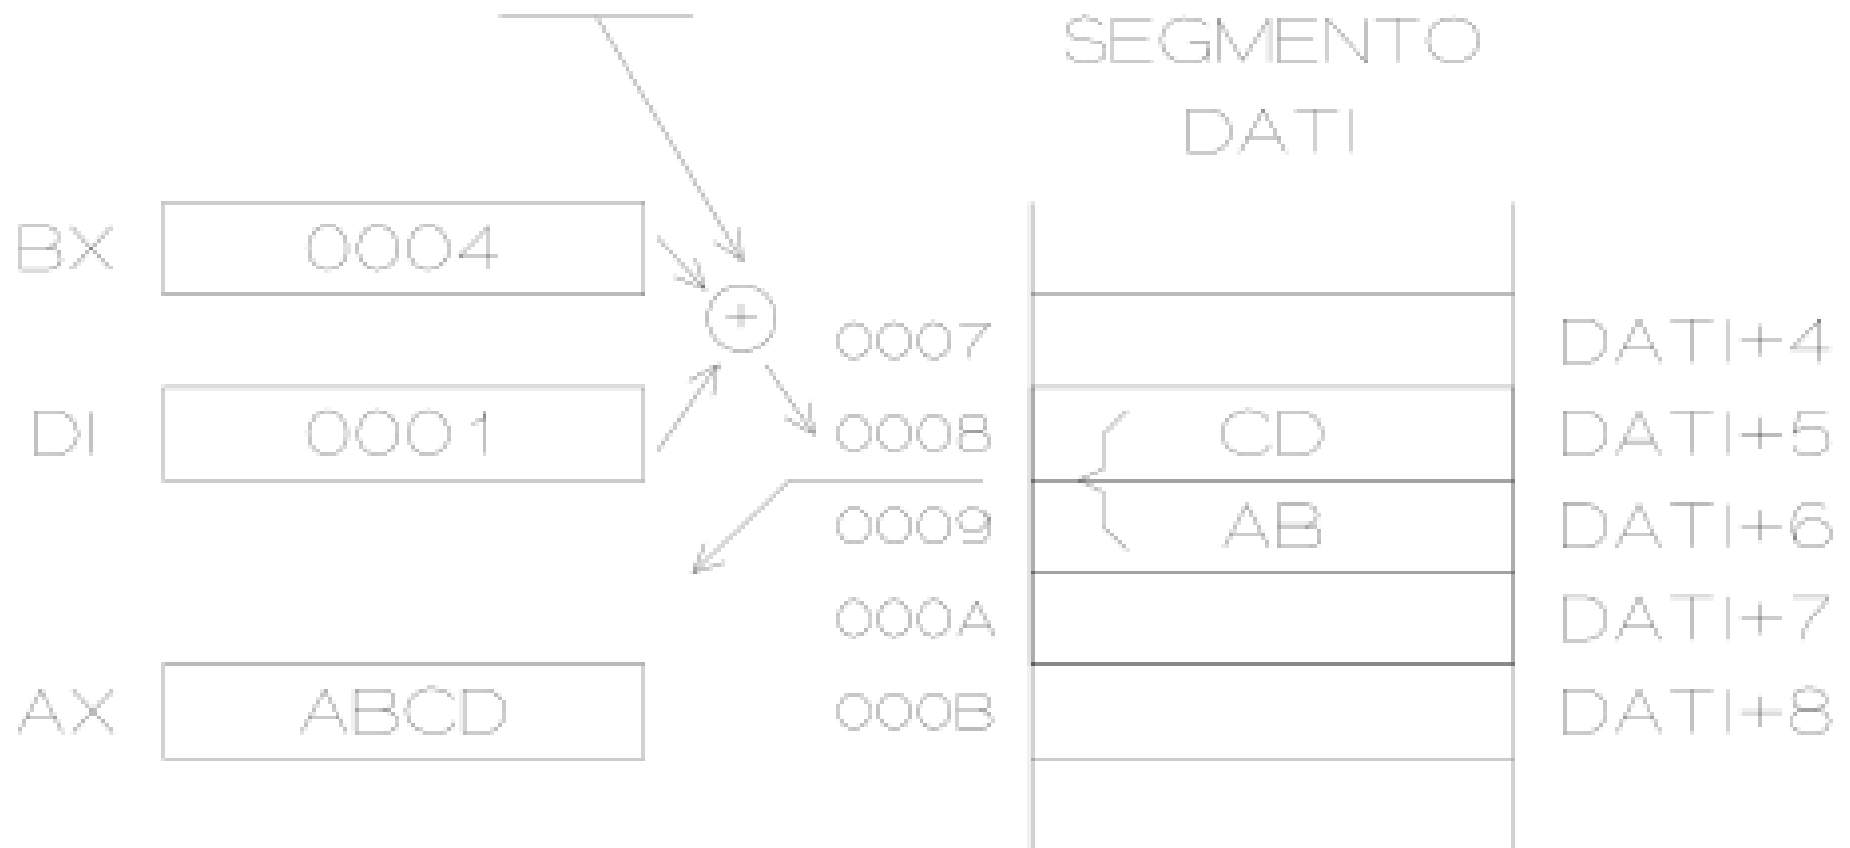 SEGMENTO
DATI
BX 0004
0007 DATI+4
DI 0001 0008 CD DATI+5
0009 AB DATI+6
000A DATI+7
AX ABCD 000B DATI+8
+